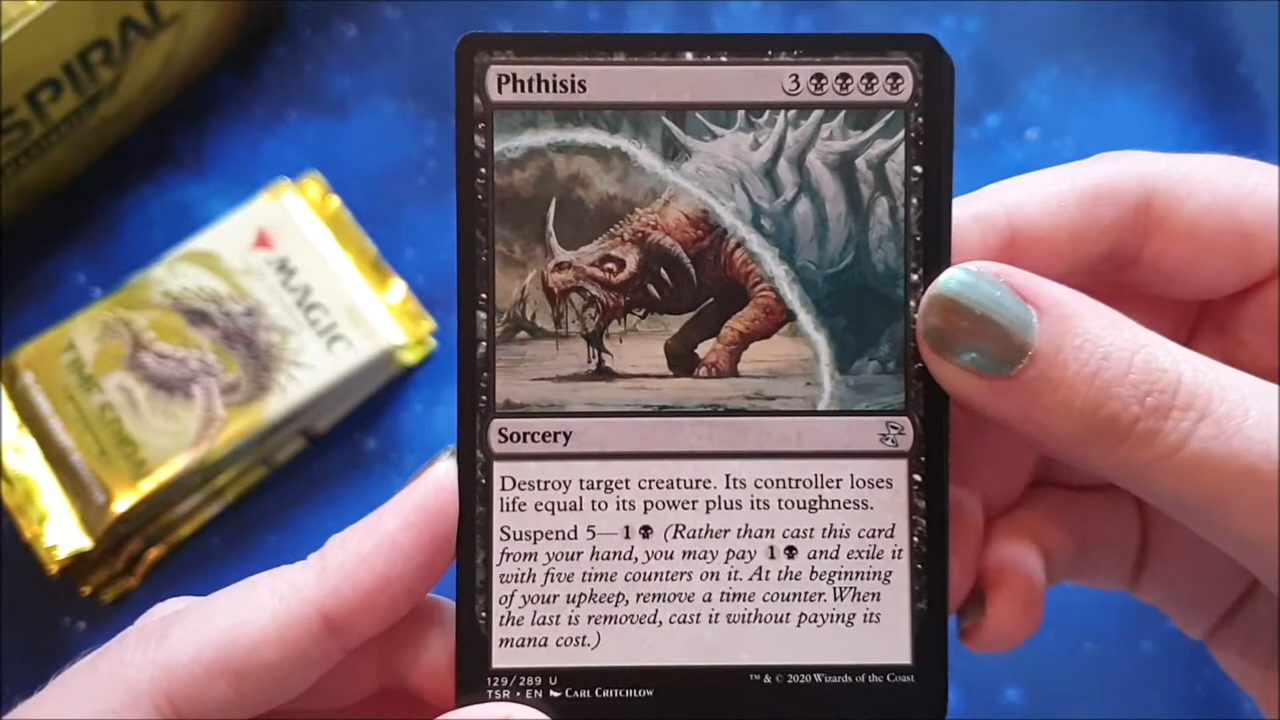 SPIRAL
MAGIC
TIME SPIRAL
Phthisis 3
Sorcery
Destroy target creature. Its controller loses
life equal to its power plus its toughness.
Suspend 5—1 (Rather than cast this card
from your hand, you may pay 1 and exile it
with five time counters on it. At the beginning
of your upkeep, remove a time counter. When
the last is removed, cast it without paying its
mana cost.)
129/289 U
TSR • EN Carl Critchlow
™ & © 2020 Wizards of the Coast